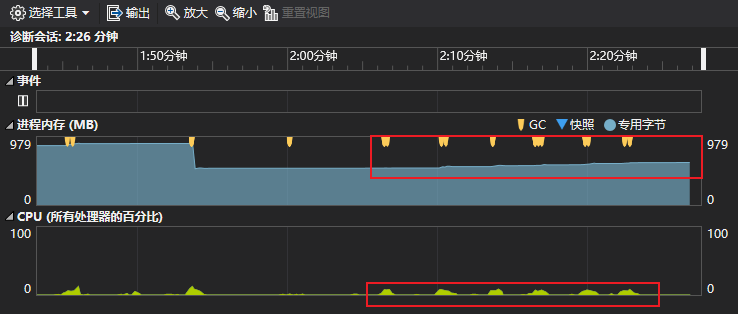 选择工具 输出 放大 缩小 重置视图
诊断会话: 2:26 分钟
1:50分钟 2:00分钟 2:10分钟 2:20分钟
事件
进程内存 (MB) GC 快照 专用字节
979 979
0 0
CPU (所有处理器的百分比)
100 100
0 0